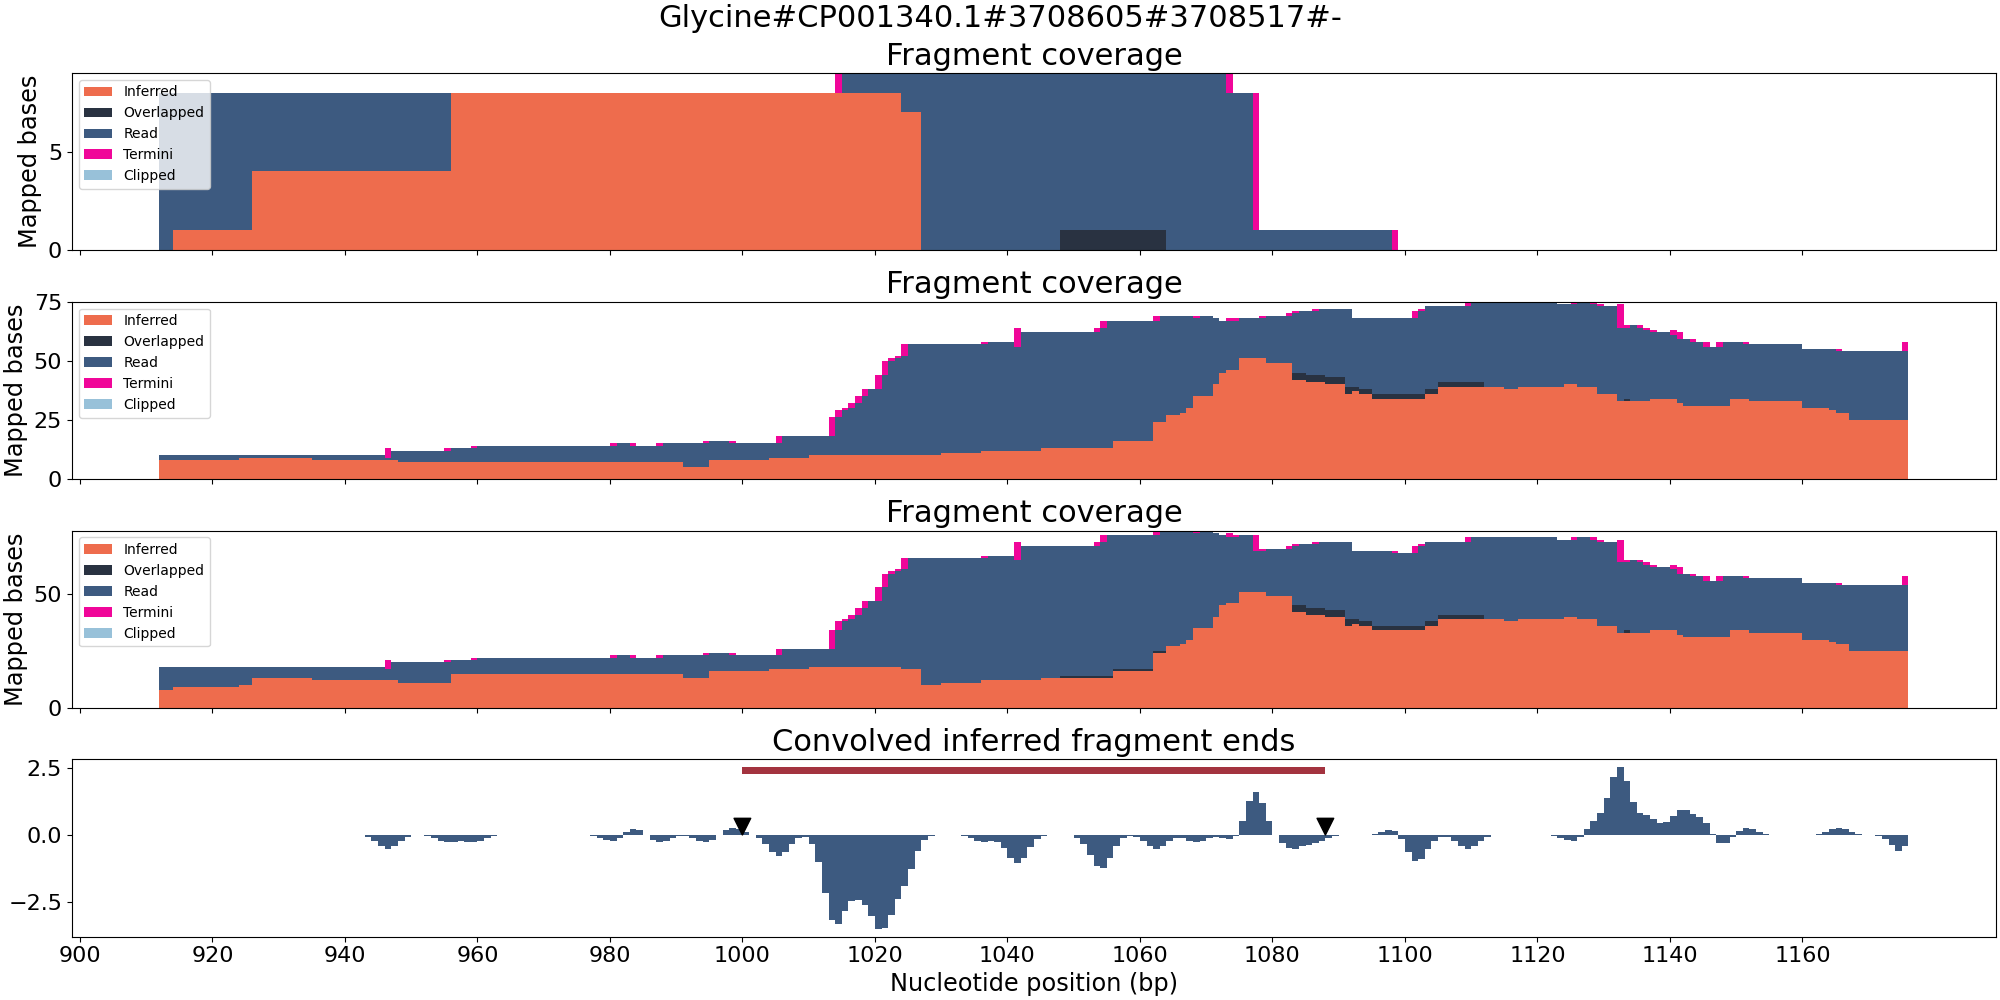 Glycine#CP001340.1#3708605#3708517#-
Fragment coverage
Mapped bases
5
0
Inferred
Overlapped
Read
Termini
Clipped
Fragment coverage
Mapped bases
75
50
25
0
Inferred
Overlapped
Read
Termini
Clipped
Fragment coverage
Mapped bases
50
0
Inferred
Overlapped
Read
Termini
Clipped
Convolved inferred fragment ends
2.5
0.0
−2.5
900 920 940 960 980 1000 1020 1040 1060 1080 1100 1120 1140 1160
Nucleotide position (bp)